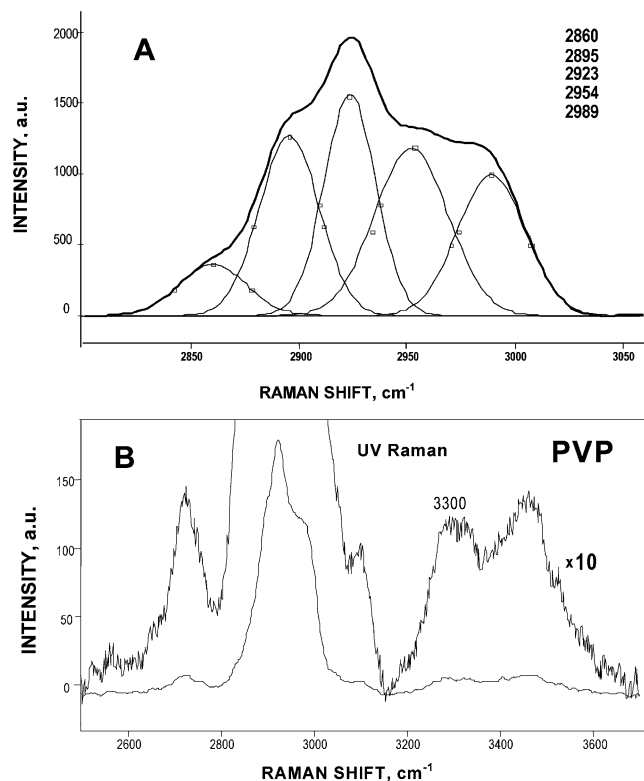 A
2860
2895
2923
2954
2989
2000
1500
1000
500
0
INTENSITY, a.u.
2850 2900 2950 3000 3050
RAMAN SHIFT, cm-1
B
UV Raman
PVP
3300
x10
150
100
50
0
INTENSITY, a.u.
2600 2800 3000 3200 3400 3600
RAMAN SHIFT, cm-1